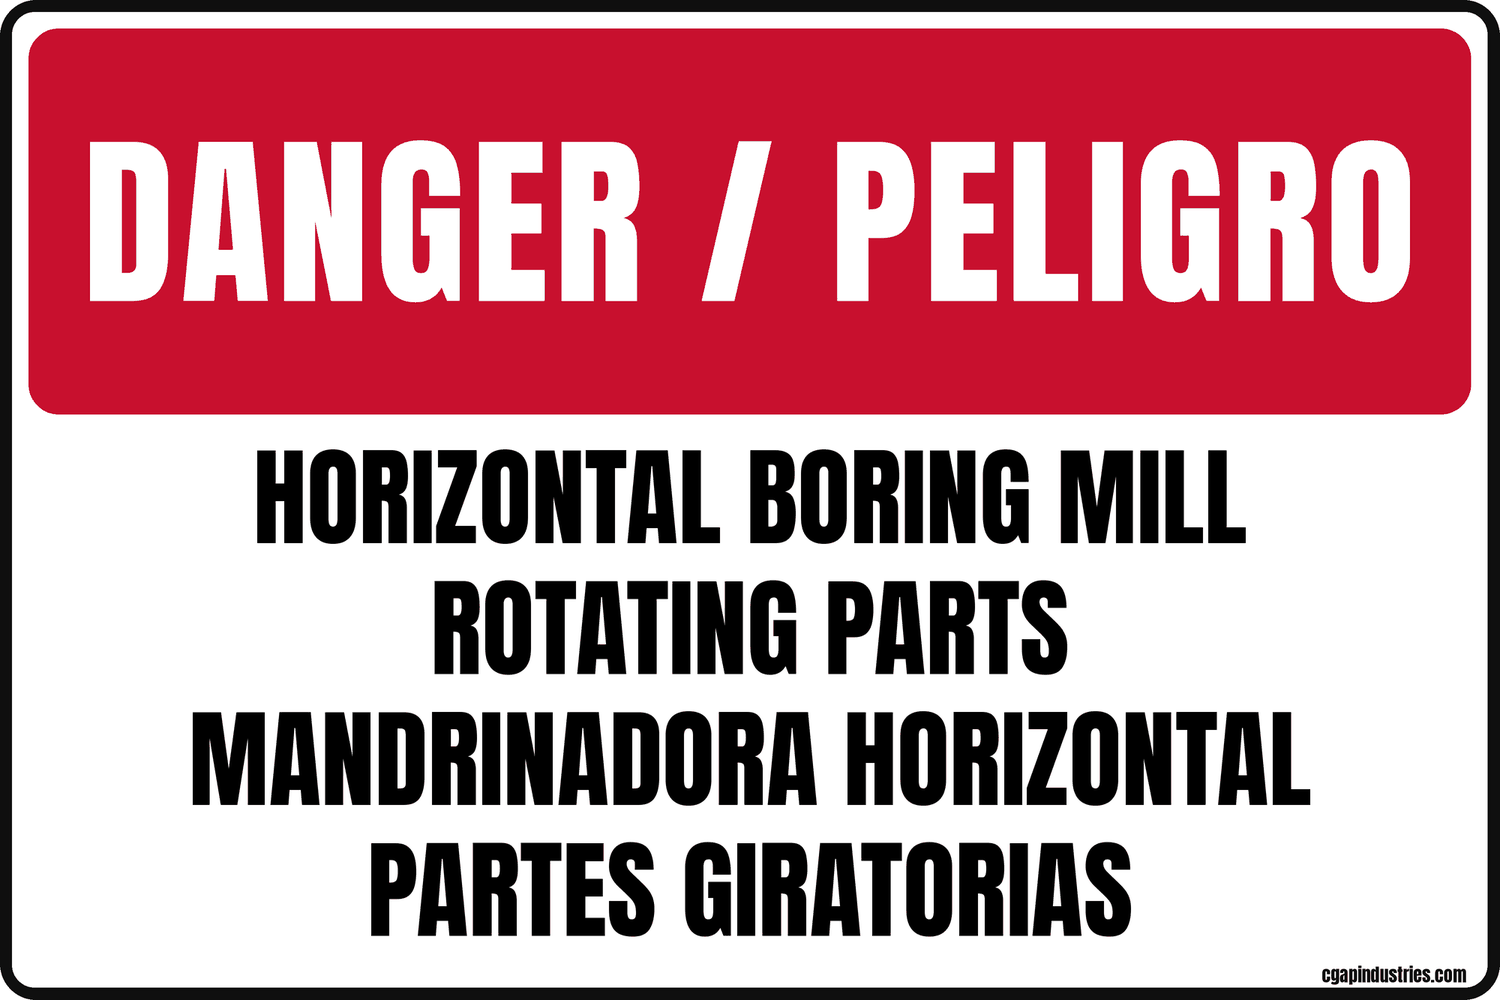 DANGER / PELIGRO
HORIZONTAL BORING MILL
ROTATING PARTS
MANDRINADORA HORIZONTAL
PARTES GIRATORIAS
cgapindustries.com